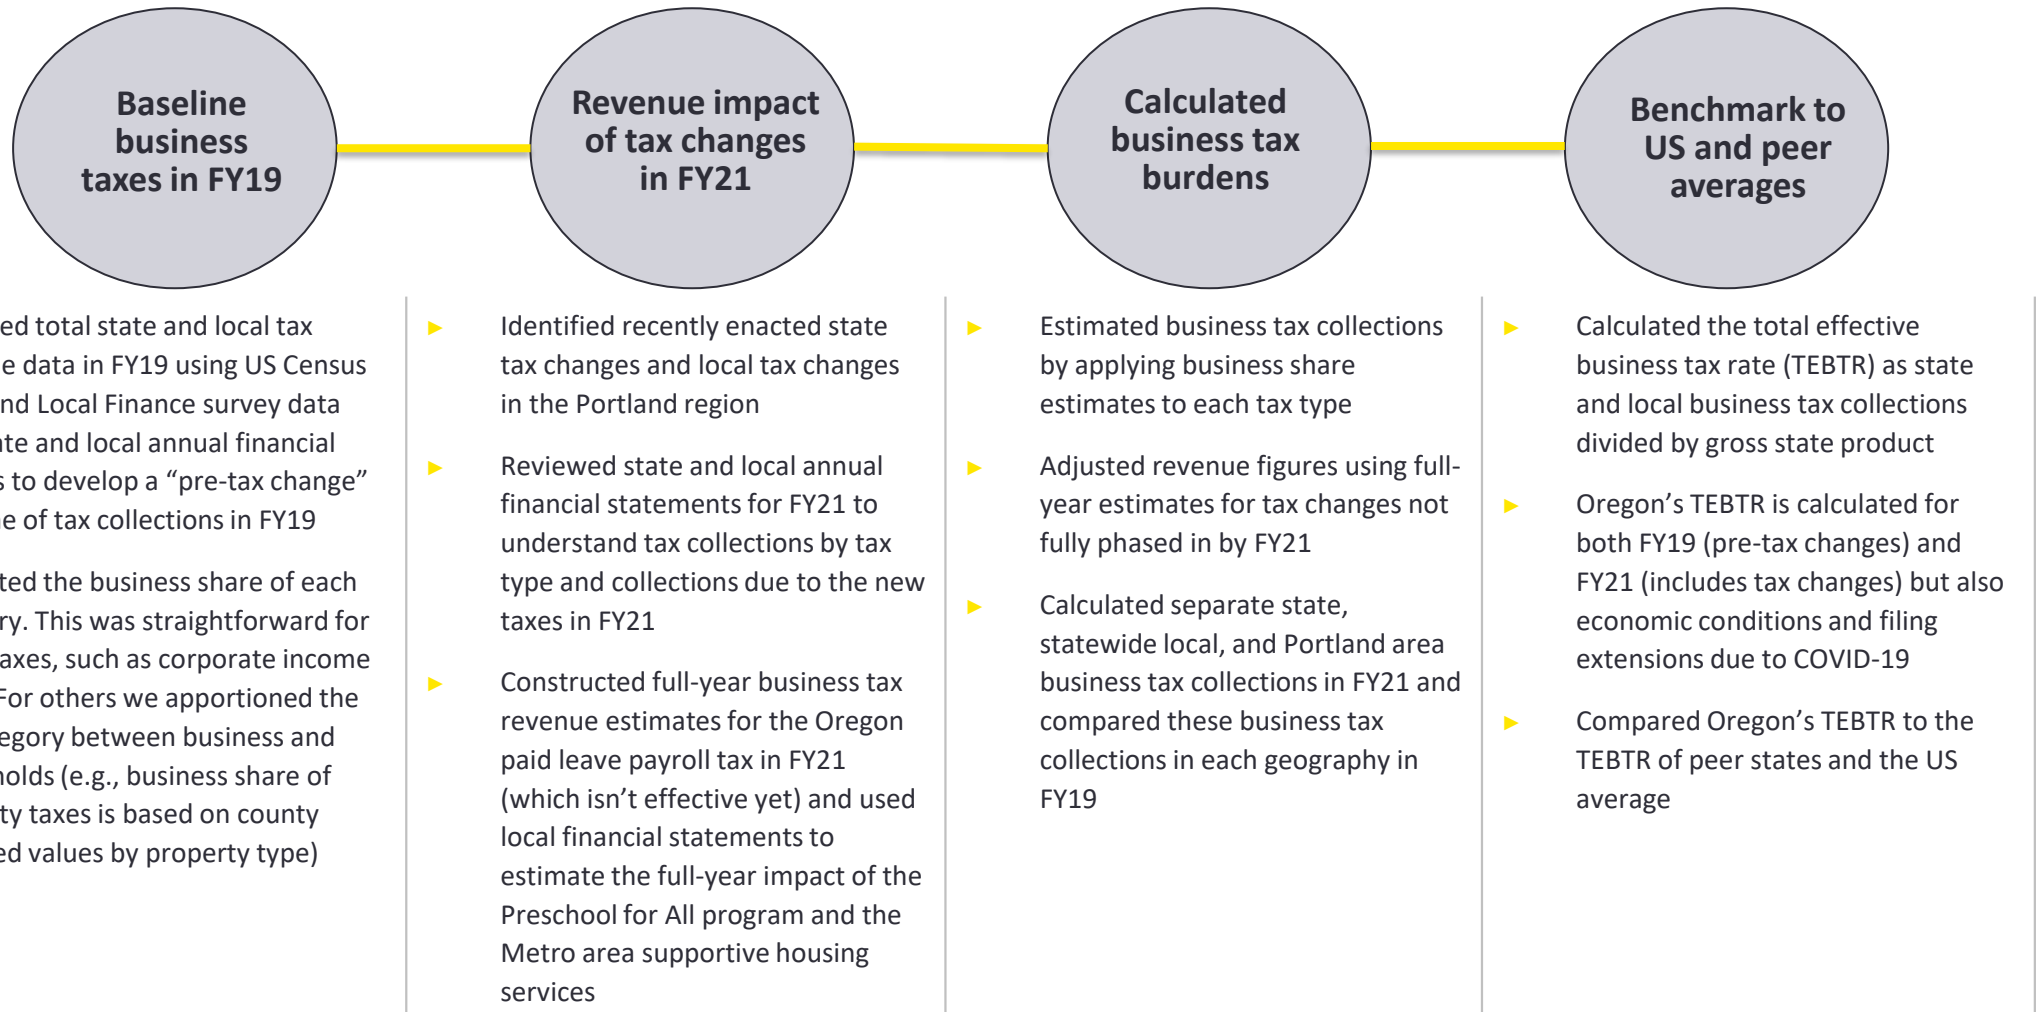 Baseline
business
taxes in FY19
Revenue impact
of tax changes
in FY21
Calculated
business tax
burdens
Benchmark to
US and peer
averages
ed total state and local tax
e data in FY19 using US Census
nd Local Finance survey data
ate and local annual financial
s to develop a “pre-tax change”
ne of tax collections in FY19
ted the business share of each
ry. This was straightforward for
taxes, such as corporate income
For others we apportioned the
egory between business and
holds (e.g., business share of
ty taxes is based on county
ed values by property type)
► Identified recently enacted state
tax changes and local tax changes
in the Portland region
► Reviewed state and local annual
financial statements for FY21 to
understand tax collections by tax
type and collections due to the new
taxes in FY21
► Constructed full-year business tax
revenue estimates for the Oregon
paid leave payroll tax in FY21
(which isn’t effective yet) and used
local financial statements to
estimate the full-year impact of the
Preschool for All program and the
Metro area supportive housing
services
► Estimated business tax collections
by applying business share
estimates to each tax type
► Adjusted revenue figures using full-
year estimates for tax changes not
fully phased in by FY21
► Calculated separate state,
statewide local, and Portland area
business tax collections in FY21 and
compared these business tax
collections in each geography in
FY19
► Calculated the total effective
business tax rate (TEBTR) as state
and local business tax collections
divided by gross state product
► Oregon’s TEBTR is calculated for
both FY19 (pre-tax changes) and
FY21 (includes tax changes) but also
economic conditions and filing
extensions due to COVID-19
► Compared Oregon’s TEBTR to the
TEBTR of peer states and the US
average